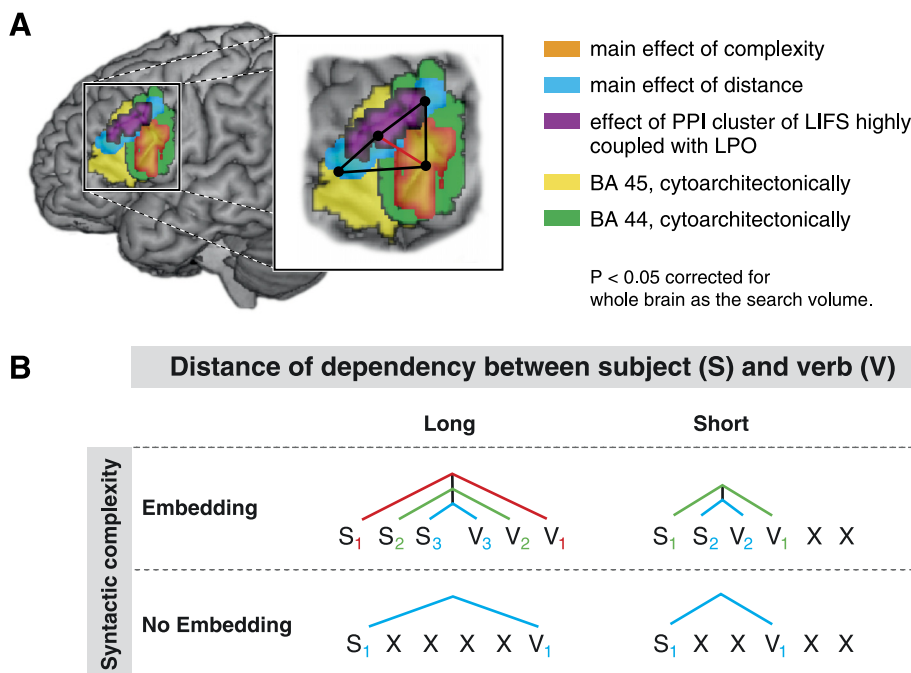 A
main effect of complexity
main effect of distance
effect of PPI cluster of LIFS highly
coupled with LPO
BA 45, cytoarchitectonically
BA 44, cytoarchitectonically
P < 0.05 corrected for
whole brain as the search volume.
B
Distance of dependency between subject (S) and verb (V)
Long Short
Syntactic complexity
Embedding
S1 S2 S3 V3 V2 V1 S1 S2 V2 V1 X X
No Embedding
S1 X X X X V1 S1 X X V1 X X